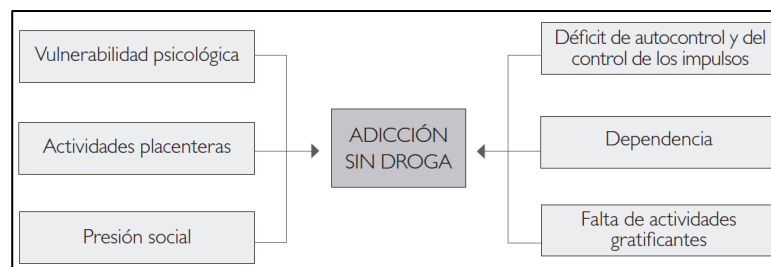 Vulnerabilidad psicológica
Actividades placenteras
Presión social
ADICCIÓN
SIN DROGA
Déficit de autocontrol y del
control de los impulsos
Dependencia
Falta de actividades
gratificantes